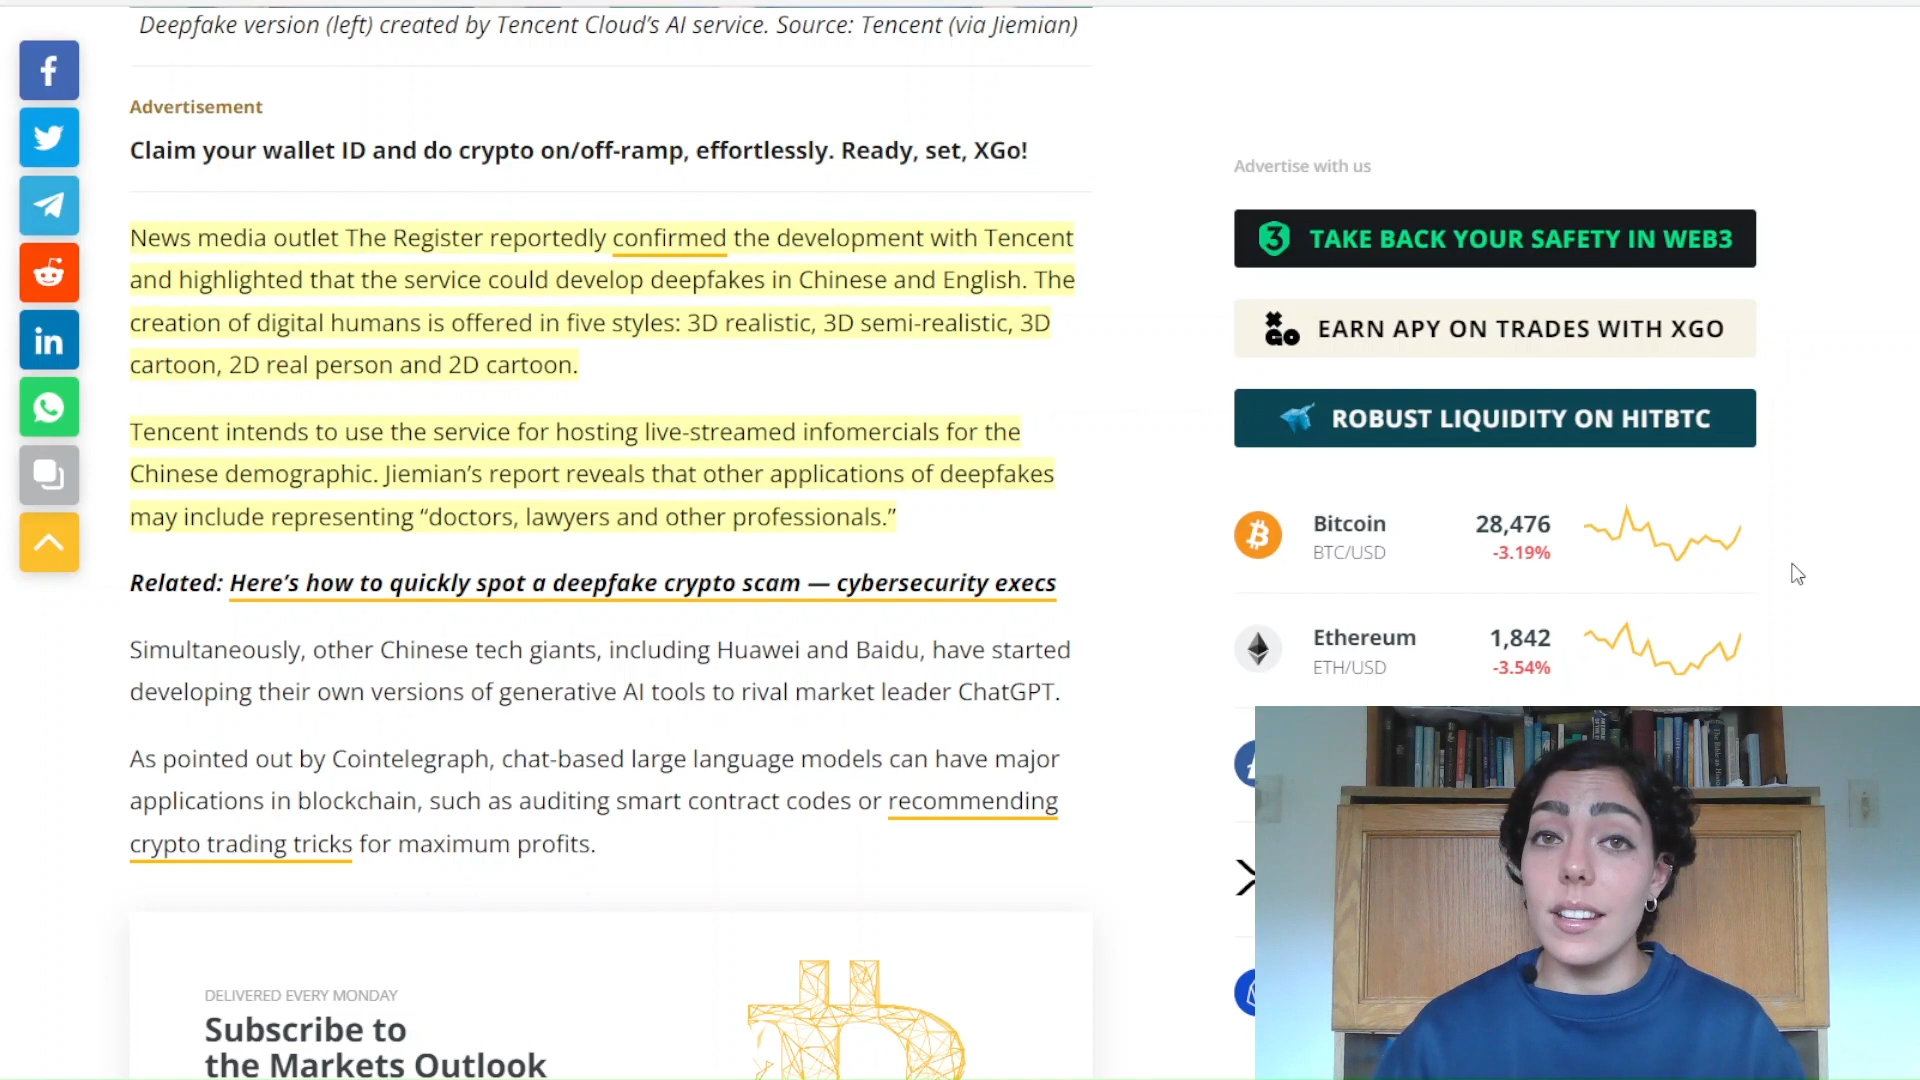 Deepfake version (left) created by Tencent Cloud’s AI service. Source: Tencent (via Jiemian)
Advertisement
Claim your wallet ID and do crypto on/off-ramp, effortlessly. Ready, set, XGo!
News media outlet The Register reportedly confirmed the development with Tencent
and highlighted that the service could develop deepfakes in Chinese and English. The
creation of digital humans is offered in five styles: 3D realistic, 3D semi-realistic, 3D
cartoon, 2D real person and 2D cartoon.
Tencent intends to use the service for hosting live-streamed infomercials for the
Chinese demographic. Jiemian’s report reveals that other applications of deepfakes
may include representing “doctors, lawyers and other professionals.”
Related: Here’s how to quickly spot a deepfake crypto scam — cybersecurity execs
Simultaneously, other Chinese tech giants, including Huawei and Baidu, have started
developing their own versions of generative AI tools to rival market leader ChatGPT.
As pointed out by Cointelegraph, chat-based large language models can have major
applications in blockchain, such as auditing smart contract codes or recommending
crypto trading tricks for maximum profits.
DELIVERED EVERY MONDAY
Subscribe to
the Markets Outlook
Advertise with us
3 TAKE BACK YOUR SAFETY IN WEB3
XGO EARN APY ON TRADES WITH XGO
ROBUST LIQUIDITY ON HITBTC
Bitcoin 28,476
BTC/USD -3.19%
Ethereum 1,842
ETH/USD -3.54%